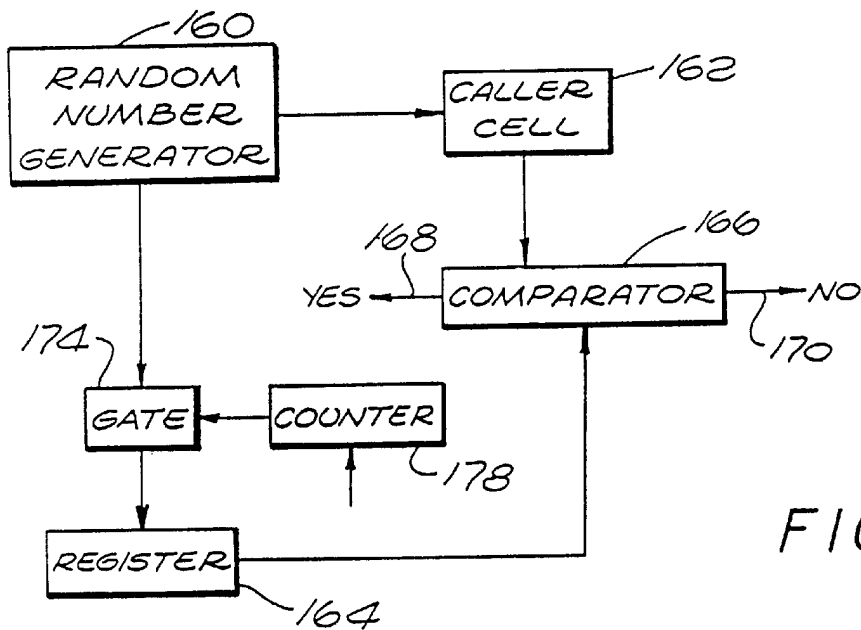 160
RANDOM
NUMBER
GENERATOR
162
CALLER
CELL
168
166
YES
COMPARATOR
NO
170
174
GATE
COUNTER
178
REGISTER
164
FIG